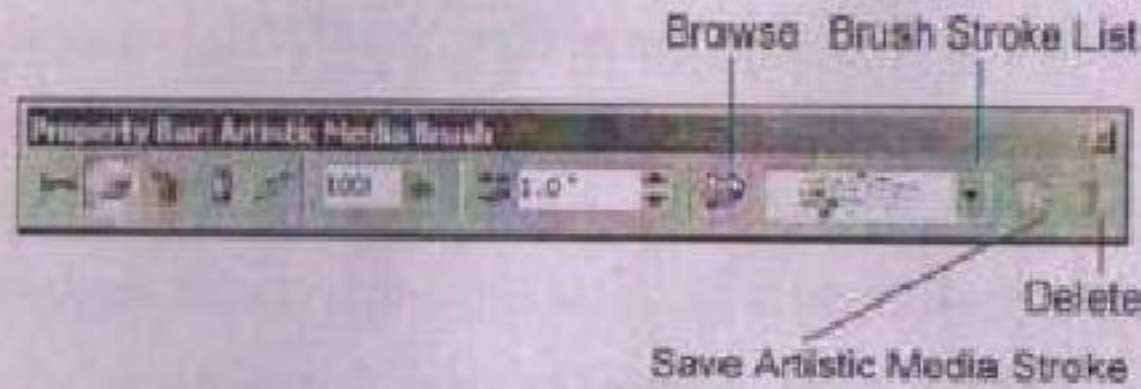 Browse Brush Stroke List
Property Bar: Artistic Media Brush
100 1.0"
Delete
Save Artistic Media Stroke